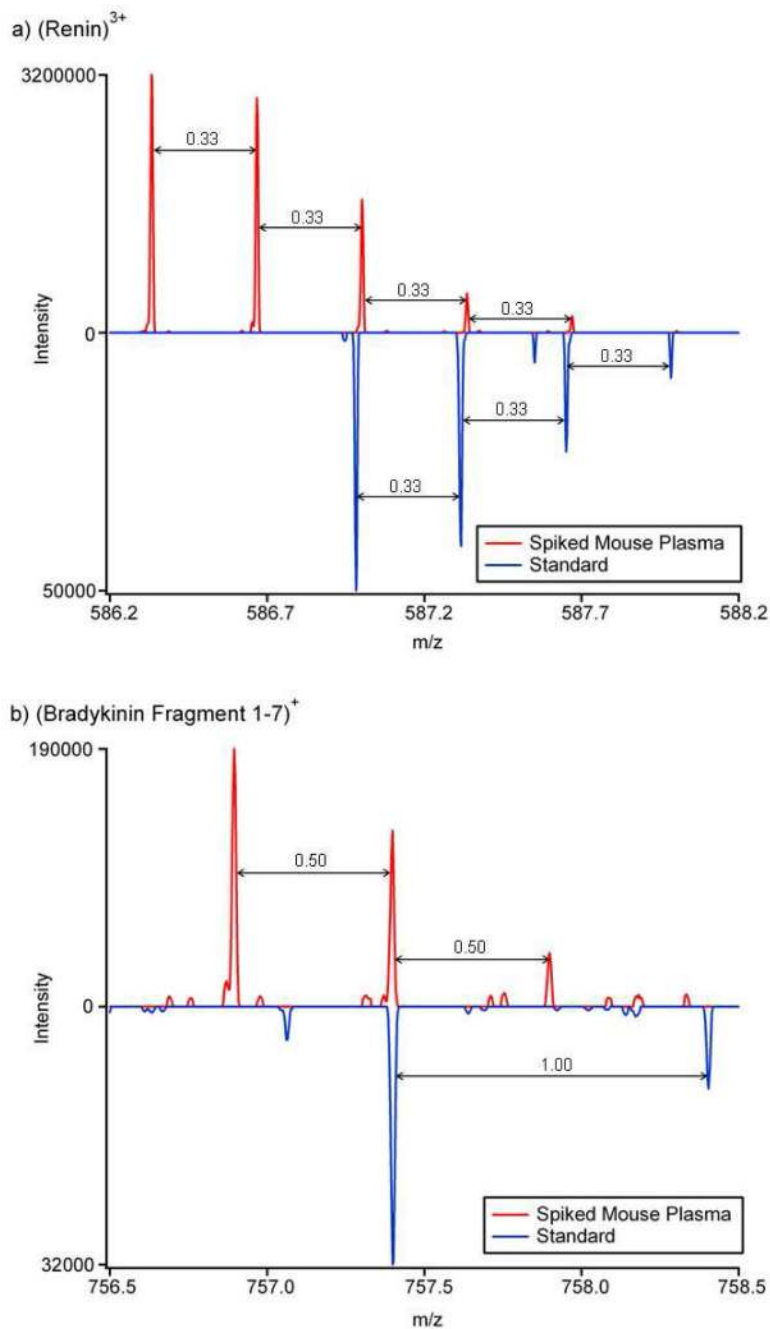 a) (Renin)3+
3200000
0.33
0.33
0.33
0.33
Intensity
0
0.33
0.33
0.33
Spiked Mouse Plasma
Standard
50000
586.2 586.7 587.2 587.7 588.2
m/z
b) (Bradykinin Fragment 1-7)+
190000
0.50
0.50
Intensity
0
1.00
Spiked Mouse Plasma
Standard
32000
756.5 757.0 757.5 758.0 758.5
m/z